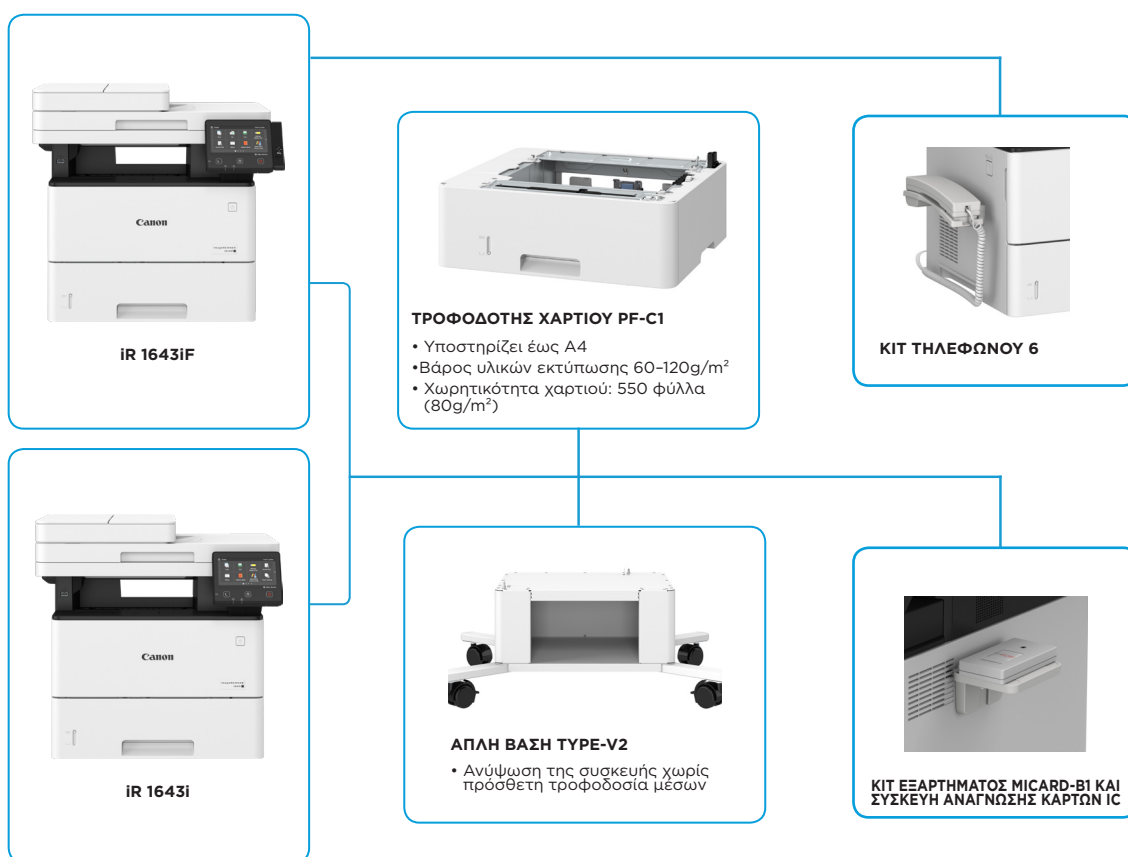 Canon
iR 1643iF
ΤΡΟΦΟΔΟΤΗΣ ΧΑΡΤΙΟΥ PF-C1
• Υποστηρίζει έως A4
•Βάρος υλικών εκτύπωσης 60–120g/m²
• Χωρητικότητα χαρτιού: 550 φύλλα
(80g/m²)
ΚΙΤ ΤΗΛΕΦΩΝΟΥ 6
Canon
iR 1643i
ΑΠΛΗ ΒΑΣΗ TYPE-V2
• Ανύψωση της συσκευής χωρίς
πρόσθετη τροφοδοσία μέσων
ΚΙΤ ΕΞΑΡΤΗΜΑΤΟΣ MICARD-B1 ΚΑΙ
ΣΥΣΚΕΥΗ ΑΝΑΓΝΩΣΗΣ ΚΑΡΤΩΝ IC